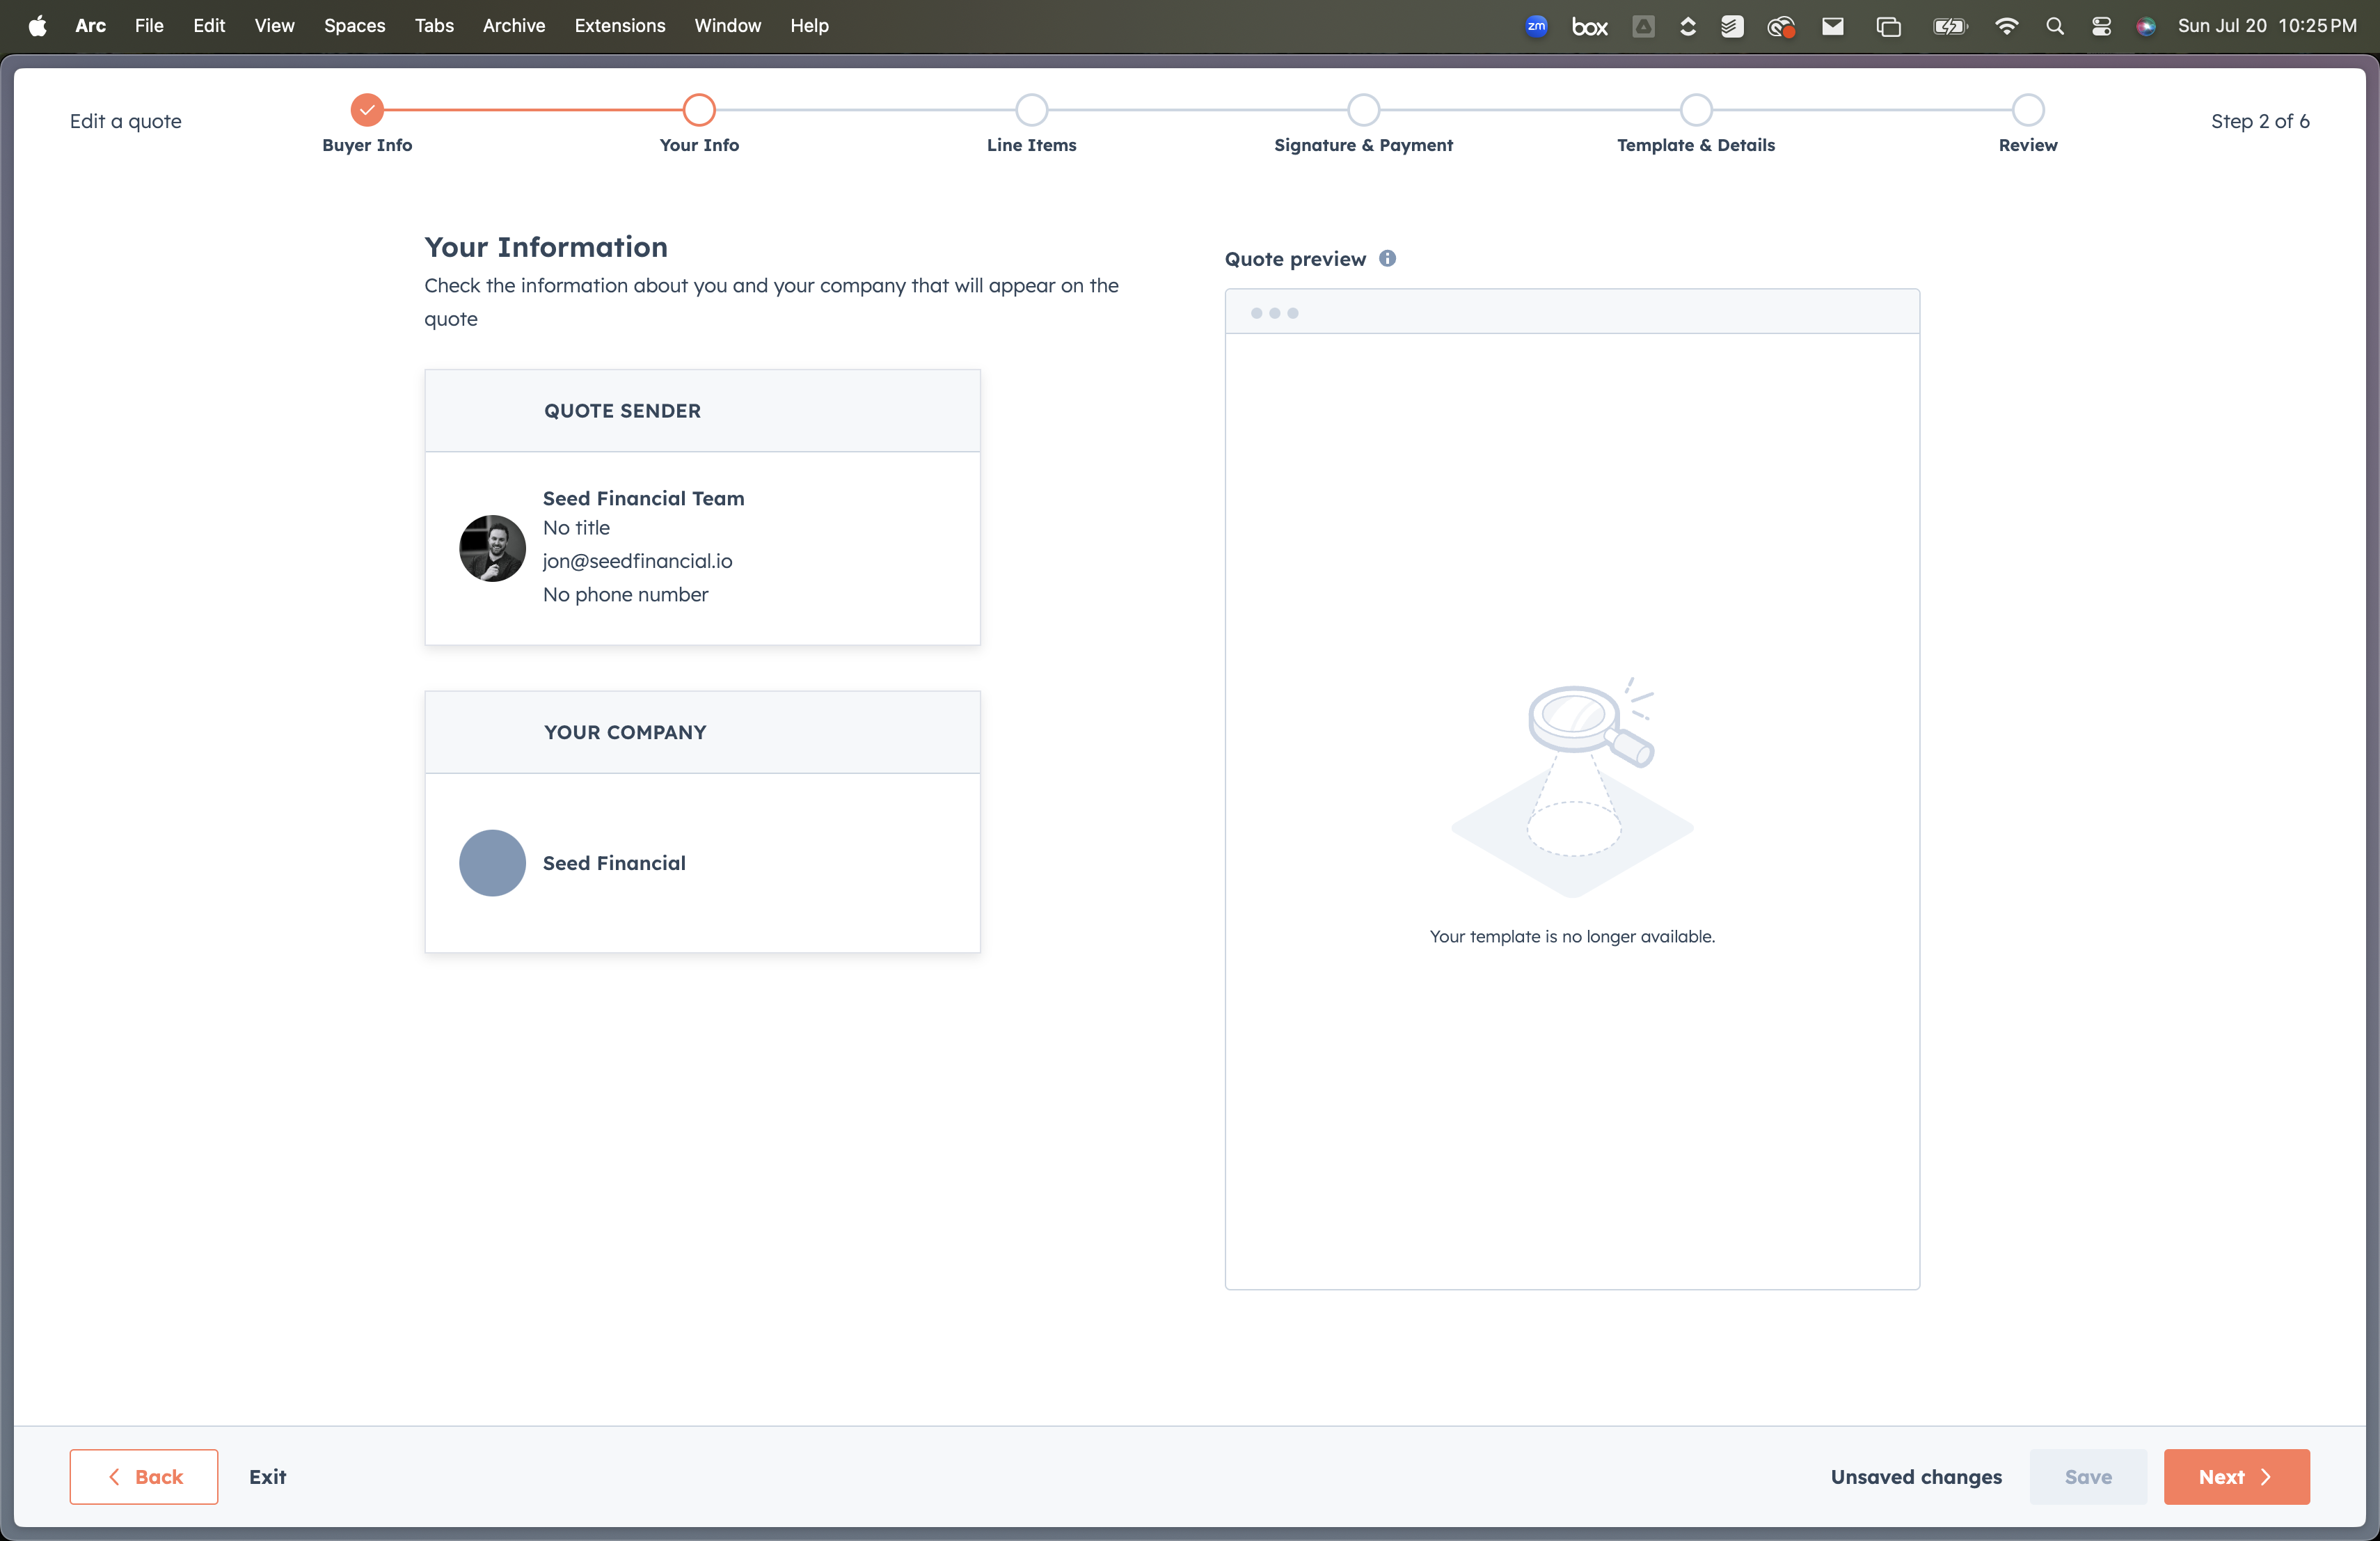 Arc File Edit View Spaces Tabs Archive Extensions Window Help zm box Sun Jul 20 10:25 PM
Edit a quote
Buyer Info
Your Info
Line Items
Signature & Payment
Template & Details
Review
Step 2 of 6
Your Information
Check the information about you and your company that will appear on the
quote
QUOTE SENDER
Seed Financial Team
No title
jon@seedfinancial.io
No phone number
YOUR COMPANY
Seed Financial
Quote preview
Your template is no longer available.
Back
Exit
Unsaved changes
Save
Next